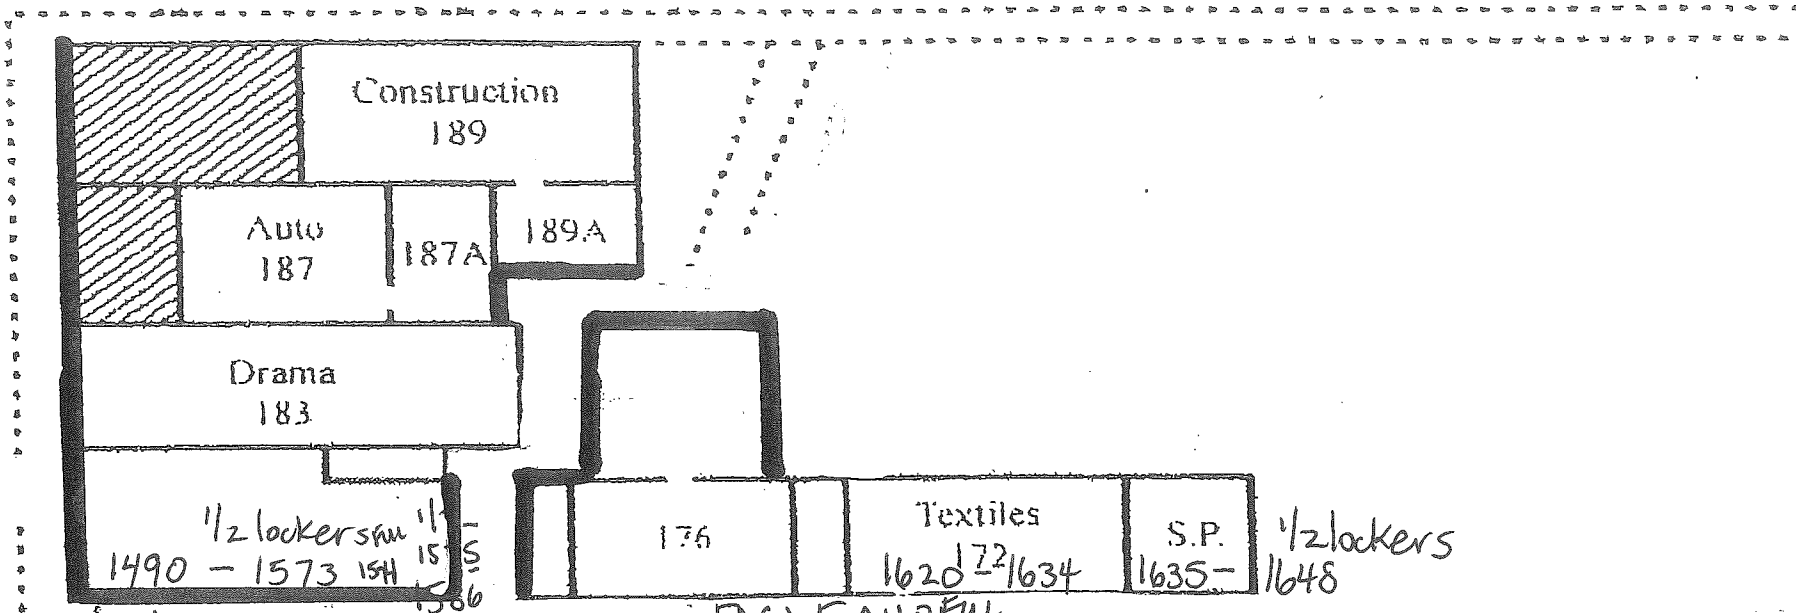 Construction
189
Auto
187
187A
189A
Drama
183
1/2 lockers
1490 - 1573
176
Textiles
172
1620 - 1634
S.P.
1635 - 1648
1/2 lockers